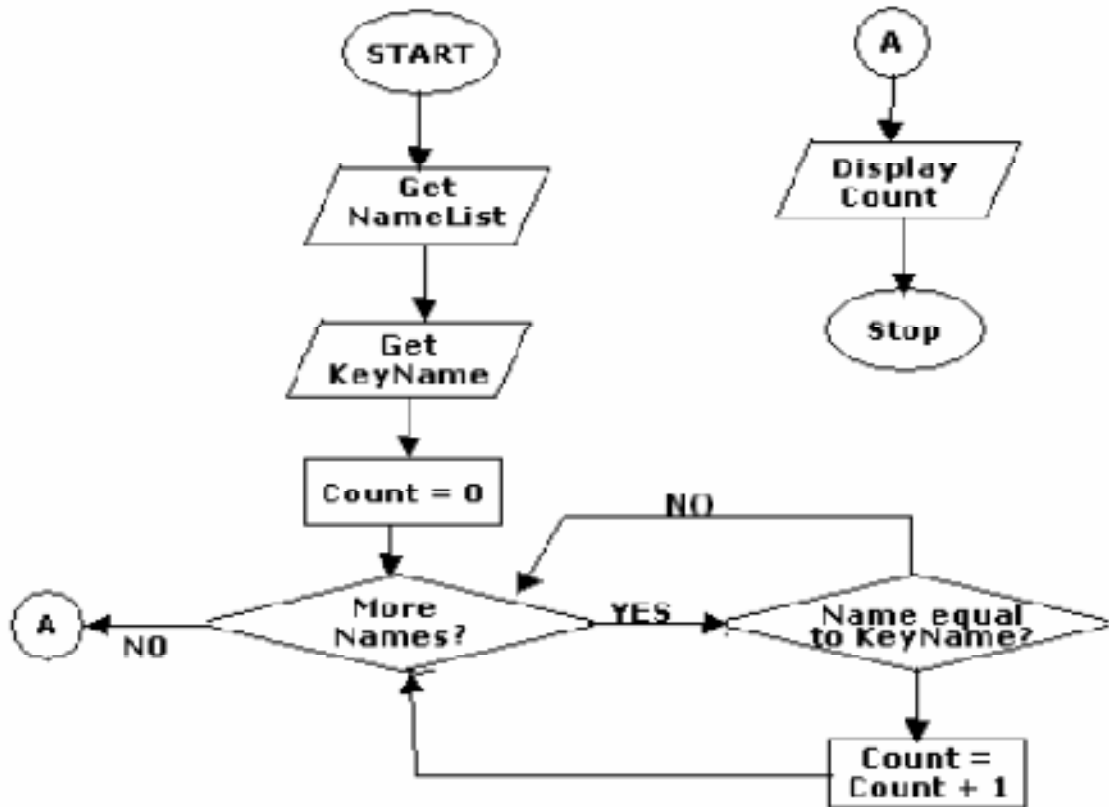 START
Get
NameList
Get
KeyName
Count = 0
More
Names?
NO
A
YES
Name equal
to KeyName?
NO
Count =
Count + 1
A
Display
Count
Stop